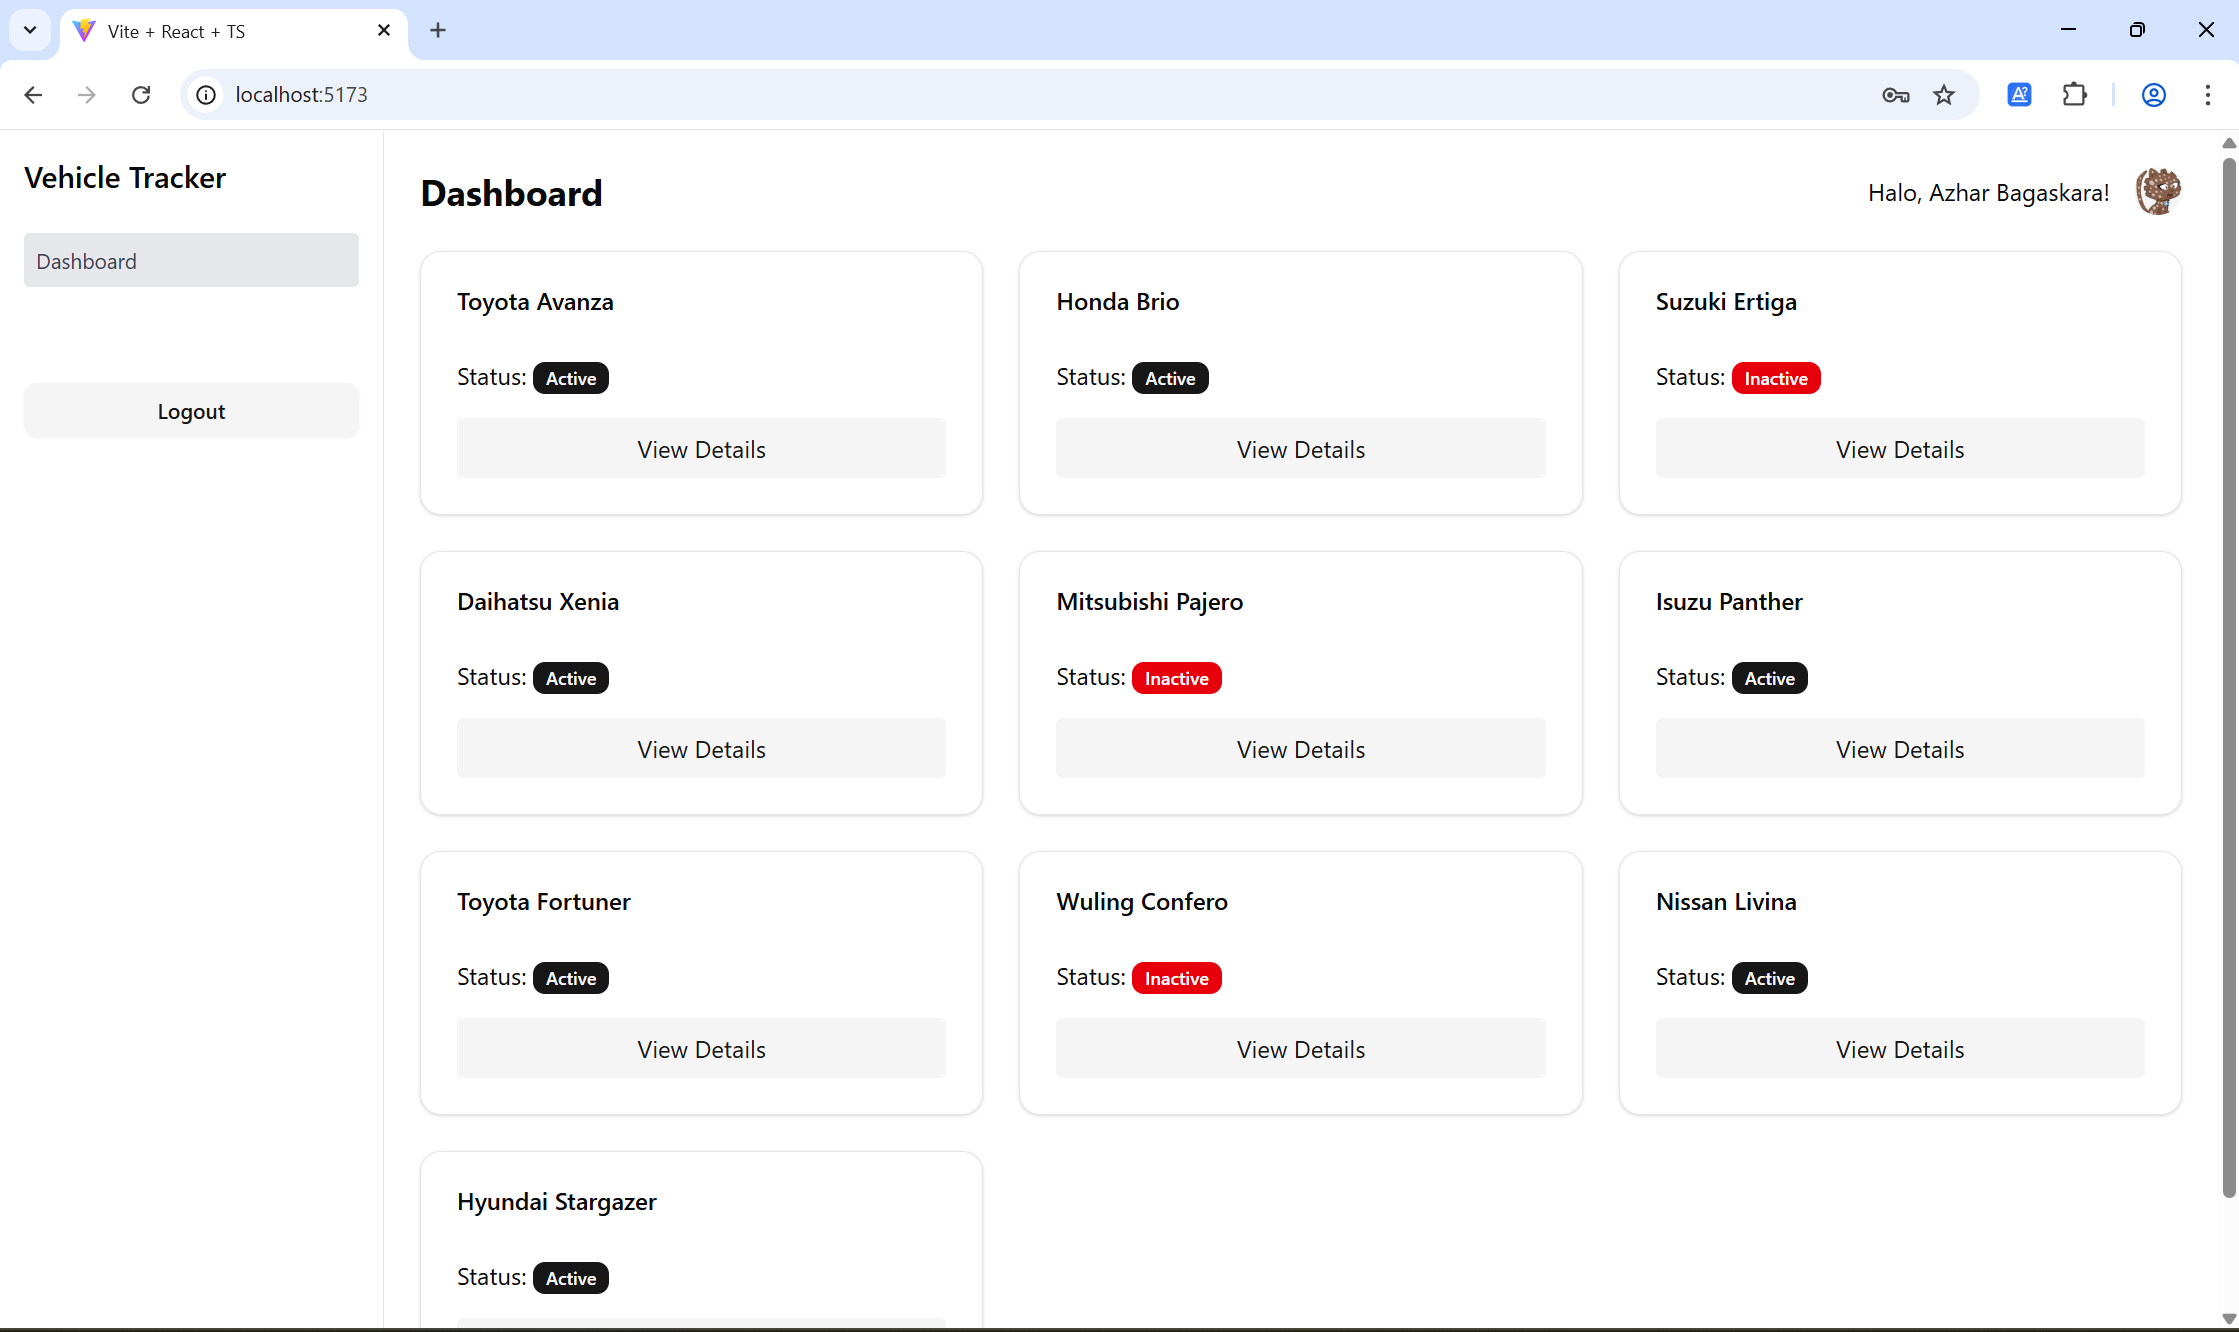 Vite + React + TS
localhost:5173
Vehicle Tracker
Dashboard
Logout
Dashboard
Halo, Azhar Bagaskara!
Toyota Avanza
Status: Active
View Details
Honda Brio
Status: Active
View Details
Suzuki Ertiga
Status: Inactive
View Details
Daihatsu Xenia
Status: Active
View Details
Mitsubishi Pajero
Status: Inactive
View Details
Isuzu Panther
Status: Active
View Details
Toyota Fortuner
Status: Active
View Details
Wuling Confero
Status: Inactive
View Details
Nissan Livina
Status: Active
View Details
Hyundai Stargazer
Status: Active